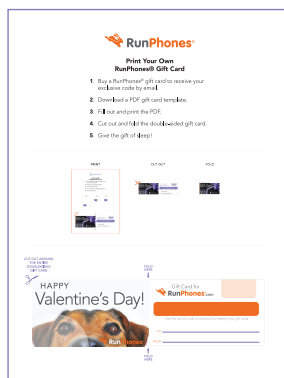 RunPhones®
Print Your Own
RunPhones® Gift Card
1. Buy a RunPhones® gift card to receive your
exclusive code by email.
2. Download a PDF gift card template.
3. Fill out and print the PDF.
4. Cut out and fold the double-sided gift card.
5. Give the gift of sleep!
PRINT
CUT OUT
FOLD
CUT OUT AROUND
THE ENTIRE
DOUBLE-SIDED
GIFT CARD
FOLD
HERE
HAPPY
Valentine's Day!
RunPhones
Gift Card for
RunPhones.com
FOLD
HERE